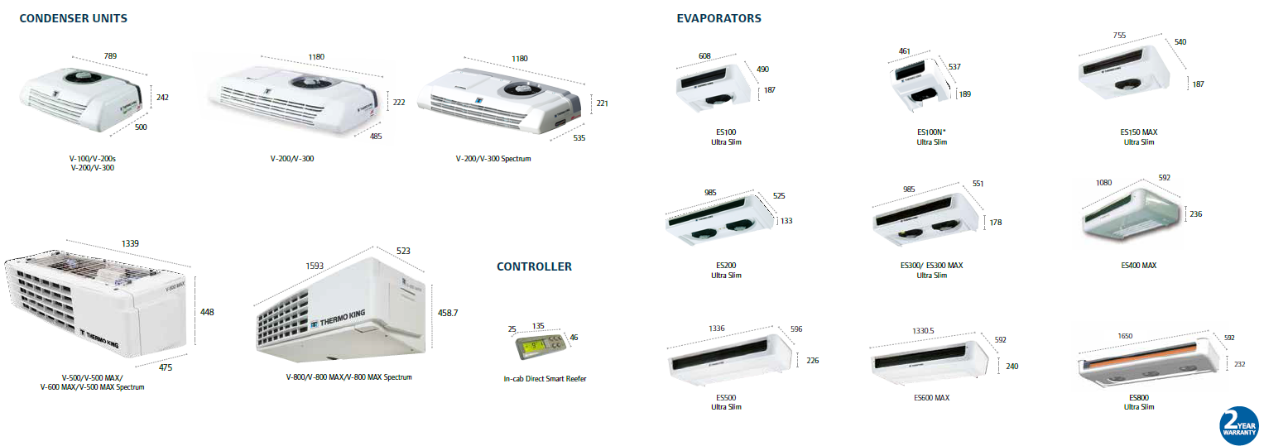 CONDENSER UNITS
789
242
500
V-100/V-200s
V-200/V-300
1180
222
485
V-200/V-300
1180
221
535
V-200/V-300 Spectrum
1339
448
475
V-500 MAX
THERMO KING
V-500/V-500 MAX/
V-600 MAX/V-500 MAX Spectrum
1593
523
458.7
THERMO KING
V-800/V-800 MAX/V-800 MAX Spectrum
CONTROLLER
25
135
46
In-cab Direct Smart Reefer
EVAPORATORS
608
490
187
ES100
Ultra Slim
461
537
189
ES100N*
Ultra Slim
755
540
187
ES150 MAX
Ultra Slim
985
525
133
ES200
Ultra Slim
985
551
178
ES300/ ES300 MAX
Ultra Slim
1080
592
236
ES400 MAX
1336
596
226
ES500
Ultra Slim
1330.5
592
240
ES600 MAX
1650
592
232
ES800
Ultra Slim
2 YEAR
WARRANTY